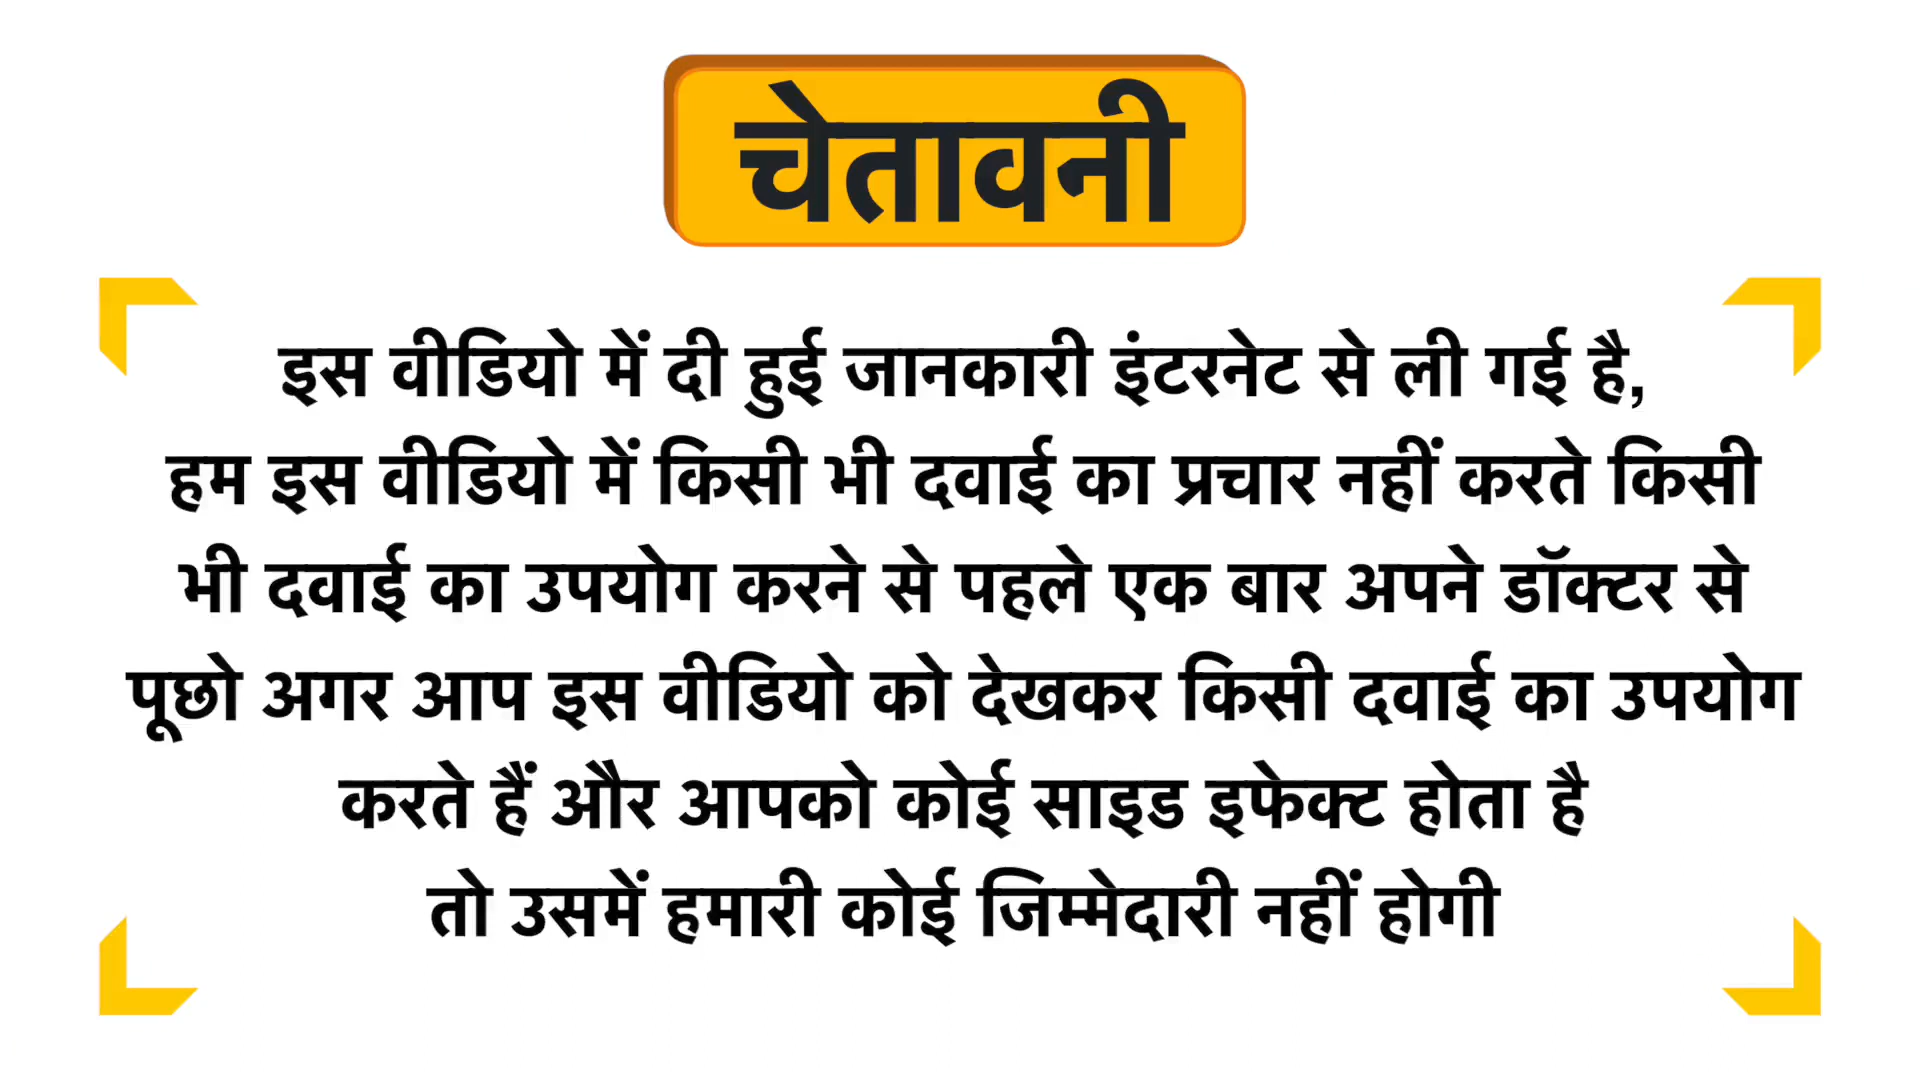 चेतावनी
इस वीडियो में दी हुई जानकारी इंटरनेट से ली गई है,
हम इस वीडियो में किसी भी दवाई का प्रचार नहीं करते किसी
भी दवाई का उपयोग करने से पहले एक बार अपने डॉक्टर से
पूछो अगर आप इस वीडियो को देखकर किसी दवाई का उपयोग
करते हैं और आपको कोई साइड इफेक्ट होता है
तो उसमें हमारी कोई जिम्मेदारी नहीं होगी